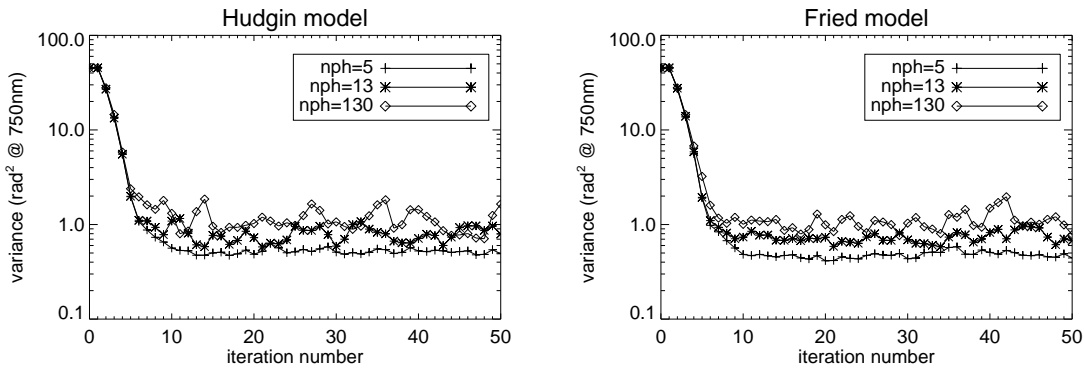 Hudgin model
100.0
10.0
1.0
0.1
variance (rad² @ 750nm)
0 10 20 30 40 50
iteration number
nph=5
nph=13
nph=130
Fried model
100.0
10.0
1.0
0.1
variance (rad² @ 750nm)
0 10 20 30 40 50
iteration number
nph=5
nph=13
nph=130